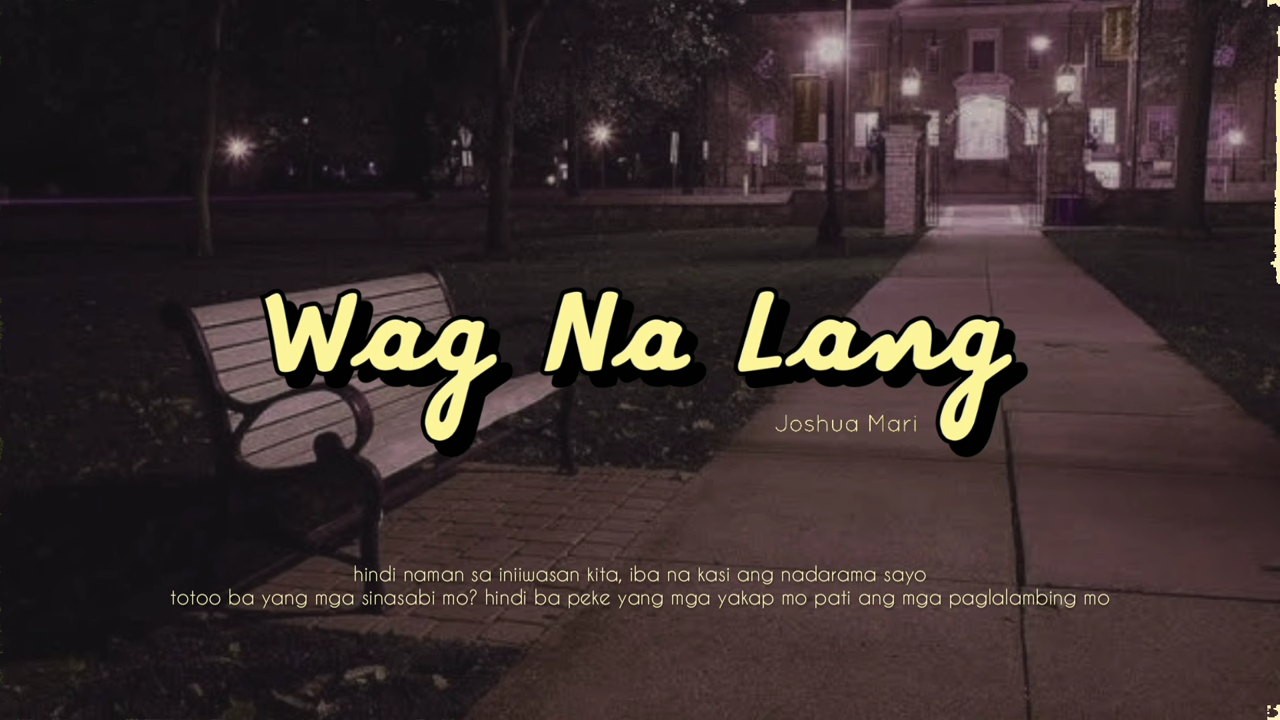 Wag Na Lang
Joshua Mari
hindi naman sa iniiwasan kita, iba na kasi ang nadarama sayo
totoo ba yang mga sinasabi mo? hindi ba peke yang mga yakap mo pati ang mga paglalambing mo